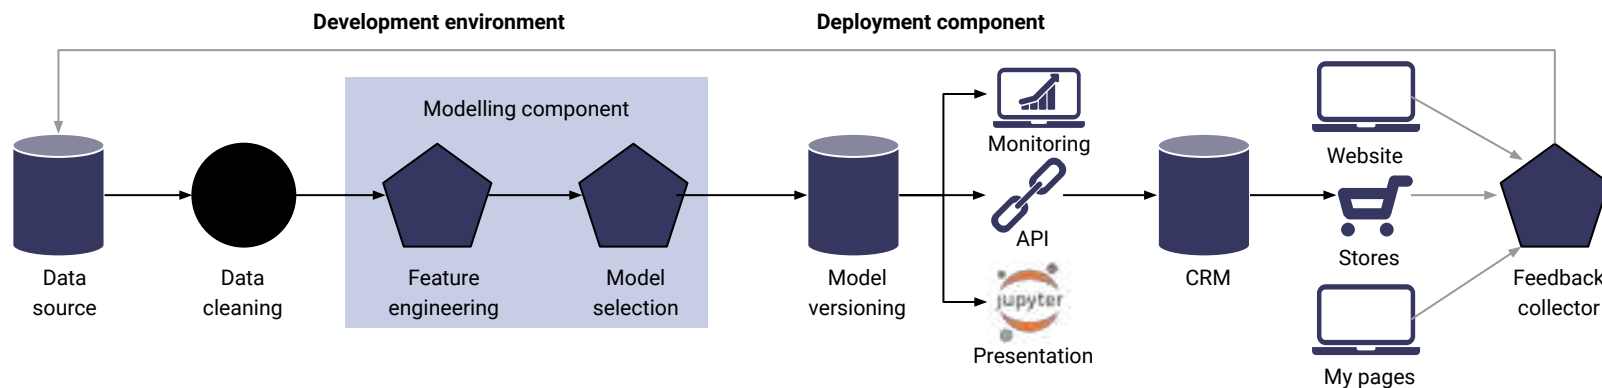 Development environment
Deployment component
Modelling component
Monitoring
Website
API
Stores
Data
source
Data
cleaning
Feature
engineering
Model
selection
Model
versioning
jupyter
Presentation
CRM
Feedback
collector
My pages